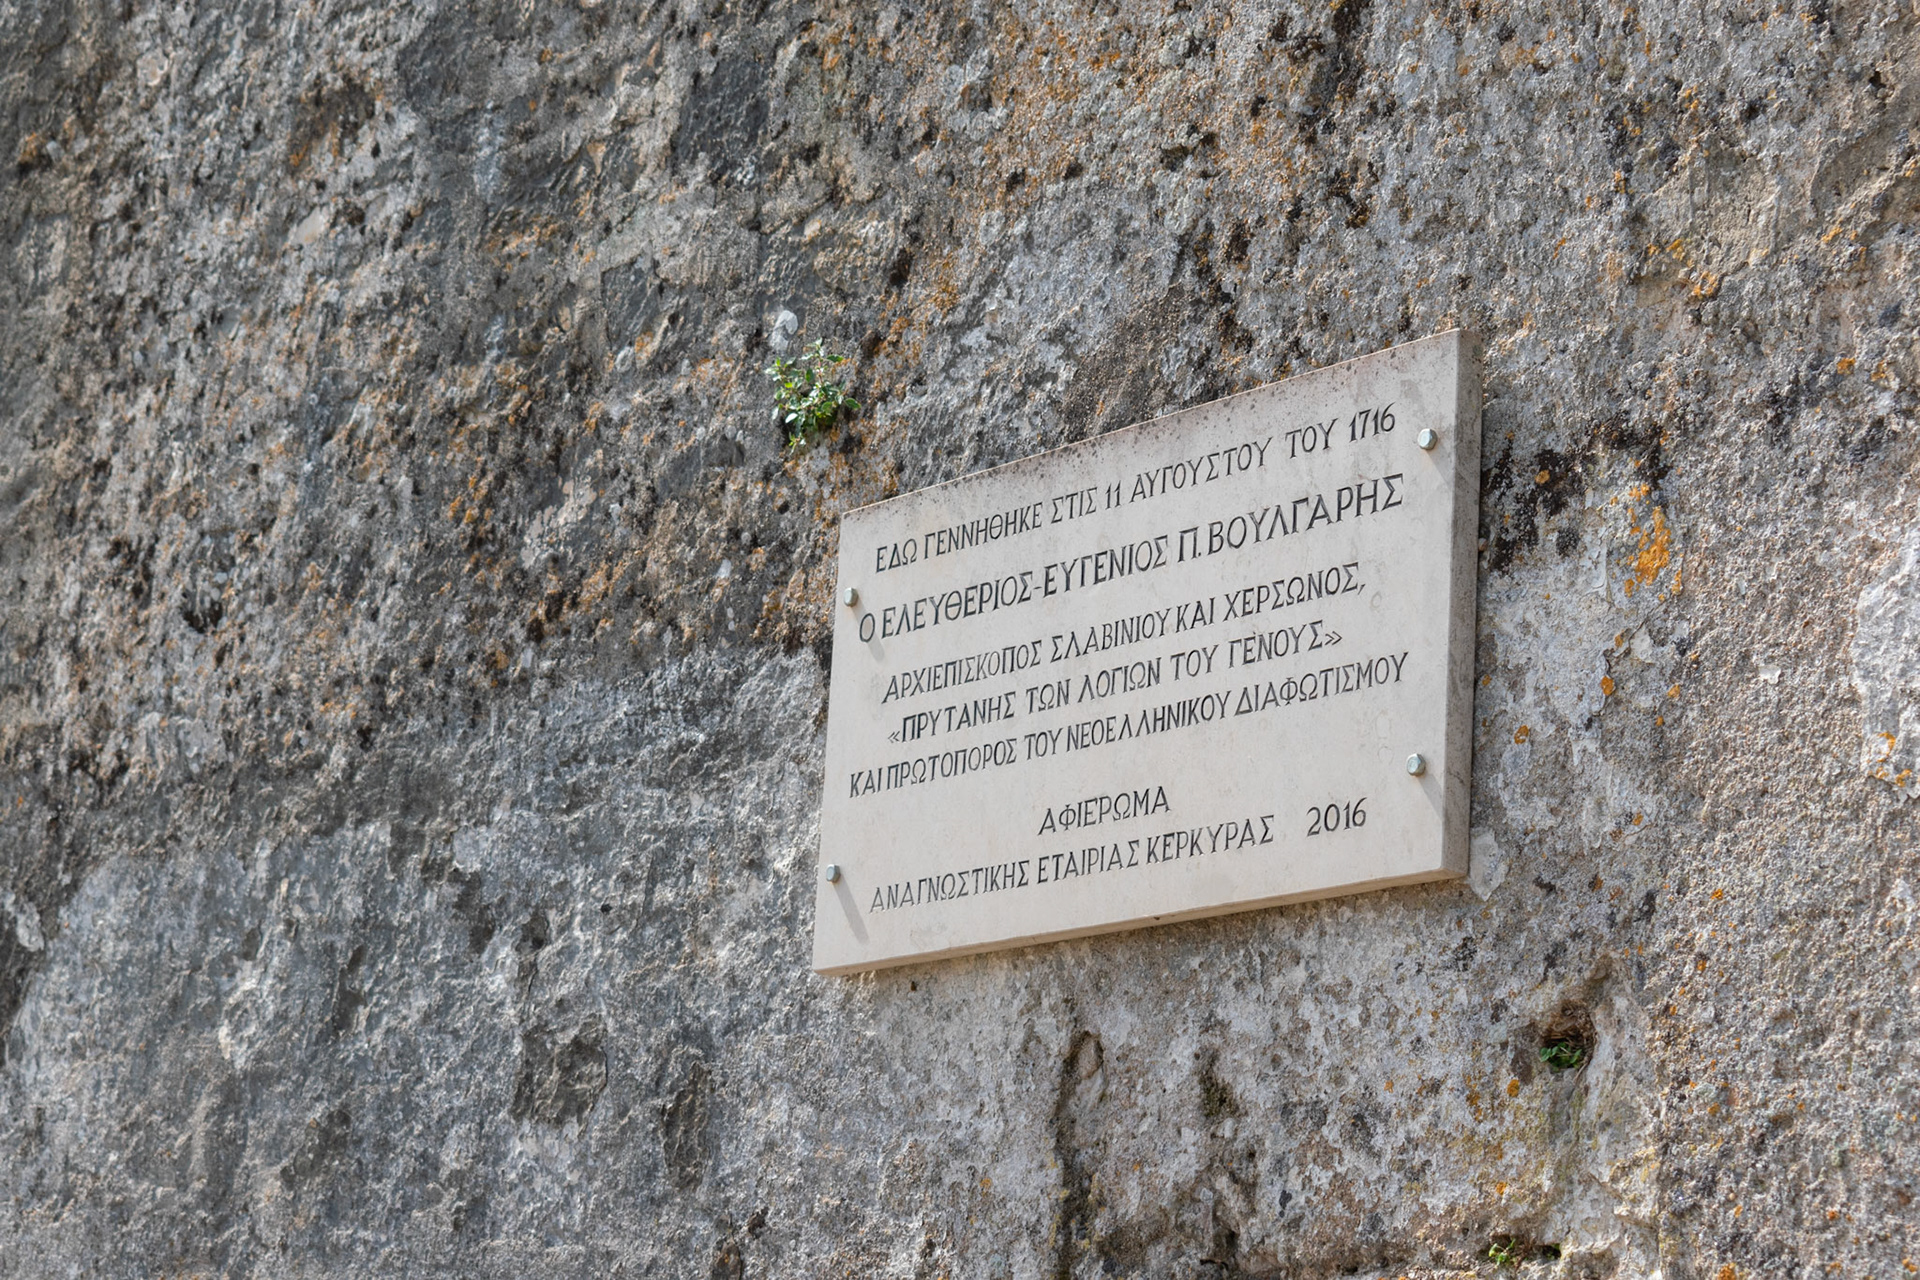 ΕΔΩ ΓΕΝΝΗΘΗΚΕ ΣΤΙΣ 11 ΑΥΓΟΥΣΤΟΥ ΤΟΥ 1716
Ο ΕΛΕΥΘΕΡΙΟΣ-ΕΥΓΕΝΙΟΣ Π. ΒΟΥΛΓΑΡΗΣ
ΑΡΧΙΕΠΙΣΚΟΠΟΣ ΣΛΑΒΙΝΙΟΥ ΚΑΙ ΧΕΡΣΩΝΟΣ,
«ΠΡΥΤΑΝΗΣ ΤΩΝ ΛΟΓΙΩΝ ΤΟΥ ΓΕΝΟΥΣ»
ΚΑΙ ΠΡΩΤΟΠΟΡΟΣ ΤΟΥ ΝΕΟΕΛΛΗΝΙΚΟΥ ΔΙΑΦΩΤΙΣΜΟΥ
ΑΦΙΕΡΩΜΑ
ΑΝΑΓΝΩΣΤΙΚΗΣ ΕΤΑΙΡΙΑΣ ΚΕΡΚΥΡΑΣ 2016